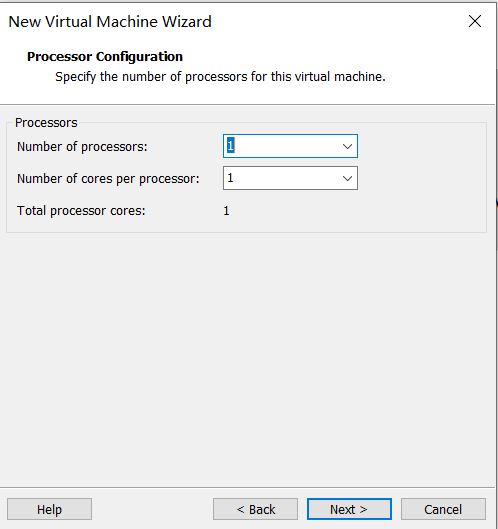 New Virtual Machine Wizard
Processor Configuration
Specify the number of processors for this virtual machine.
Processors
Number of processors: 1
Number of cores per processor: 1
Total processor cores: 1
Help < Back Next > Cancel